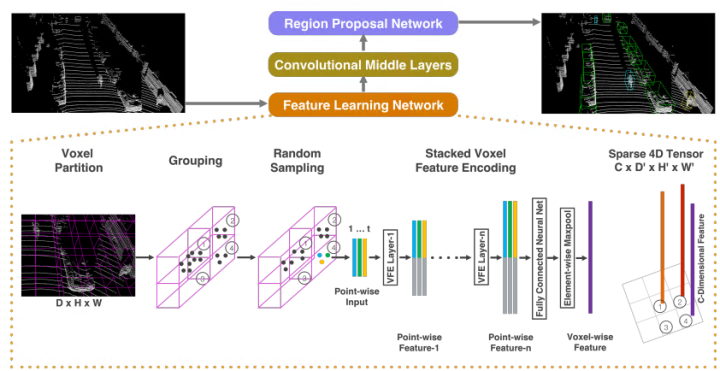 Region Proposal Network
Convolutional Middle Layers
Feature Learning Network
Voxel
Partition
Grouping
Random
Sampling
Stacked Voxel
Feature Encoding
Sparse 4D Tensor
C x D' x H' x W'
D x H x W
1
2
3
4
1
2
3
4
1 ... t
Point-wise
Input
VFE Layer-1
Point-wise
Feature-1
VFE Layer-n
Point-wise
Feature-n
Fully Connected Neural Net
Element-wise Maxpool
Voxel-wise
Feature
C-Dimensional Feature
1
2
3
4